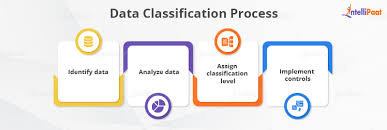 Data Classification Process
IntelliPaat
Identify data
Analyze data
Assign
classification
level
Implement
controls